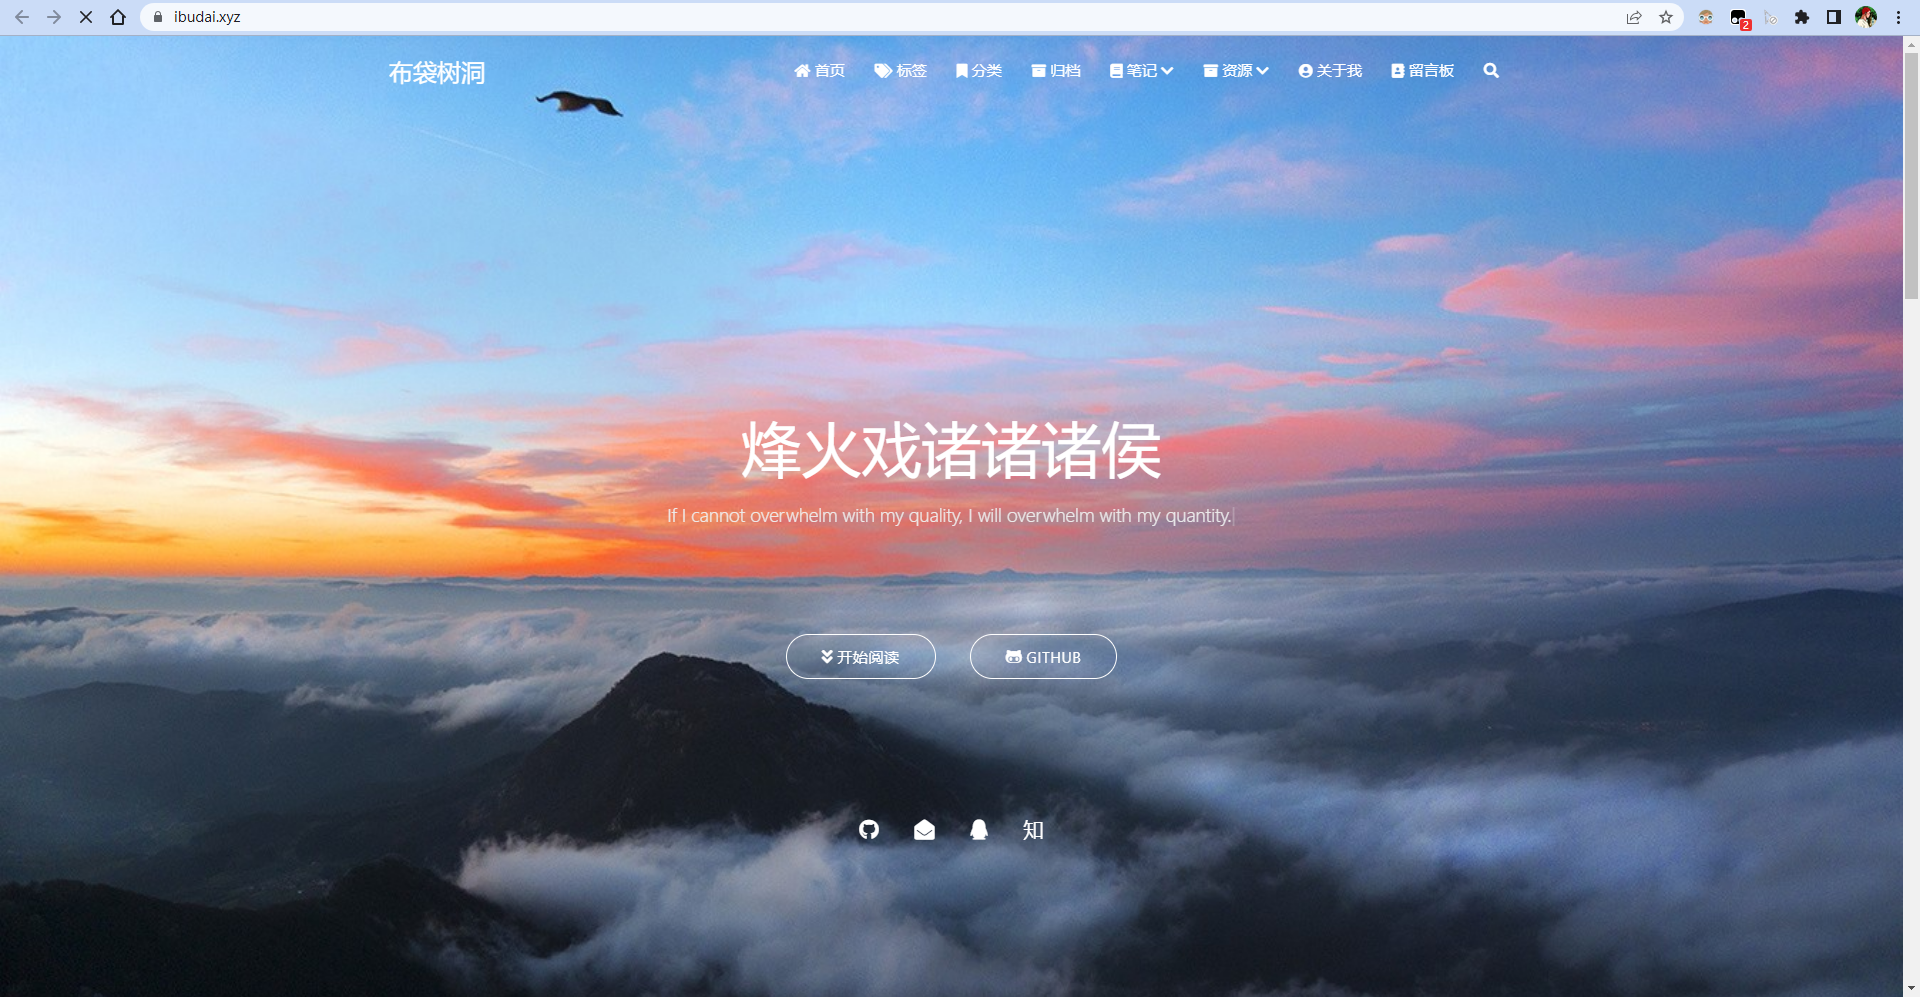 ibudai.xyz
2
布袋树洞
首页 标签 分类 归档 笔记 资源 关于我 留言板
烽火戏诸诸诸侯
If I cannot overwhelm with my quality, I will overwhelm with my quantity.
开始阅读 GITHUB
知